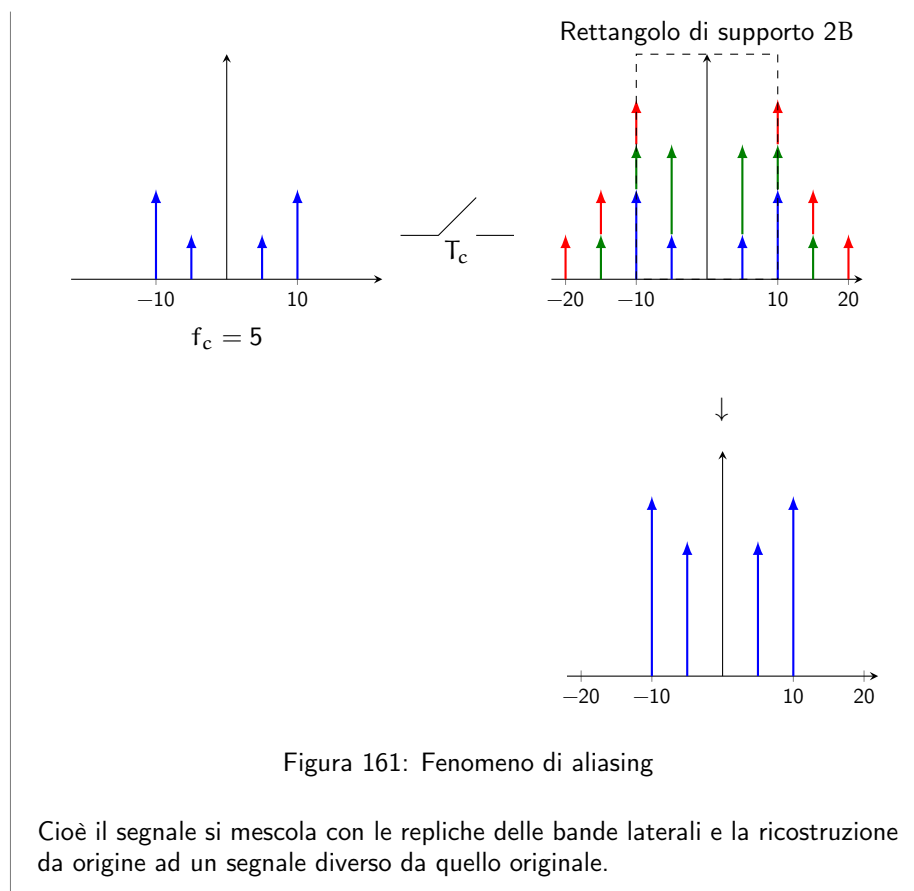 Rettangolo di supporto 2B
−10 10
f_c = 5
T_c
−20 −10 10 20
↓
−20 −10 10 20
Figura 161: Fenomeno di aliasing
Cioè il segnale si mescola con le repliche delle bande laterali e la ricostruzione
da origine ad un segnale diverso da quello originale.